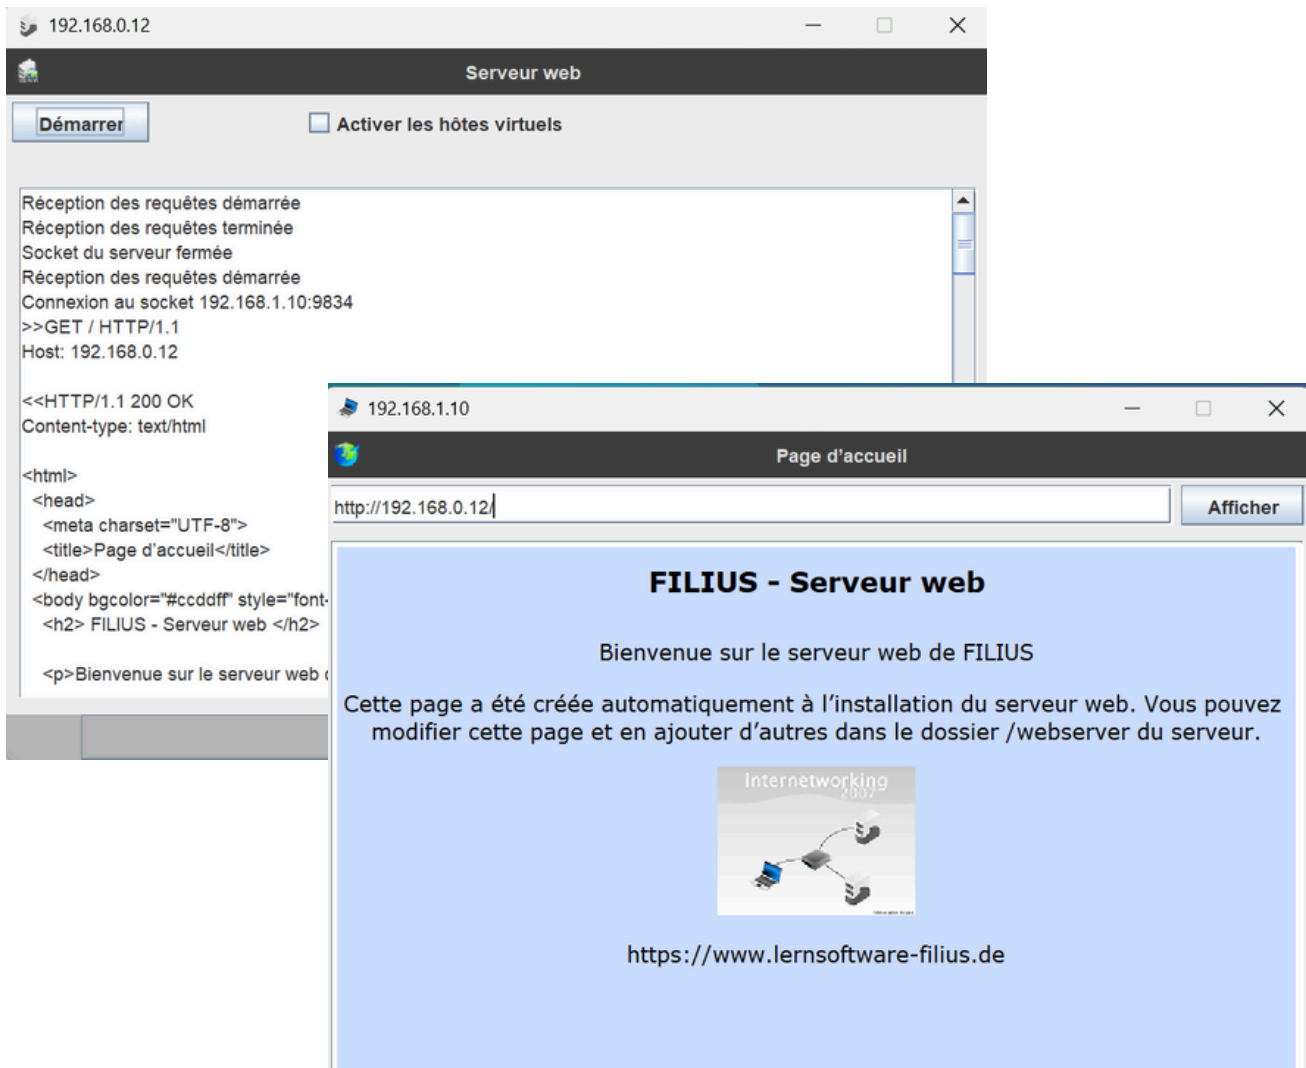 192.168.0.12
Serveur web
Démarrer
Activer les hôtes virtuels
Réception des requêtes démarrée
Réception des requêtes terminée
Socket du serveur fermée
Réception des requêtes démarrée
Connexion au socket 192.168.1.10:9834
>>GET / HTTP/1.1
Host: 192.168.0.12
<<HTTP/1.1 200 OK
Content-type: text/html
<html>
<head>
<meta charset="UTF-8">
<title>Page d'accueil</title>
</head>
<body bgcolor="#ccddff" style="font-
<h2> FILIUS - Serveur web </h2>
<p>Bienvenue sur le serveur web
192.168.1.10
Page d'accueil
http://192.168.0.12/
Afficher
FILIUS - Serveur web
Bienvenue sur le serveur web de FILIUS
Cette page a été créée automatiquement à l'installation du serveur web. Vous pouvez
modifier cette page et en ajouter d'autres dans le dossier /webserver du serveur.
Internetworking
2007
https://www.lernsoftware-filius.de